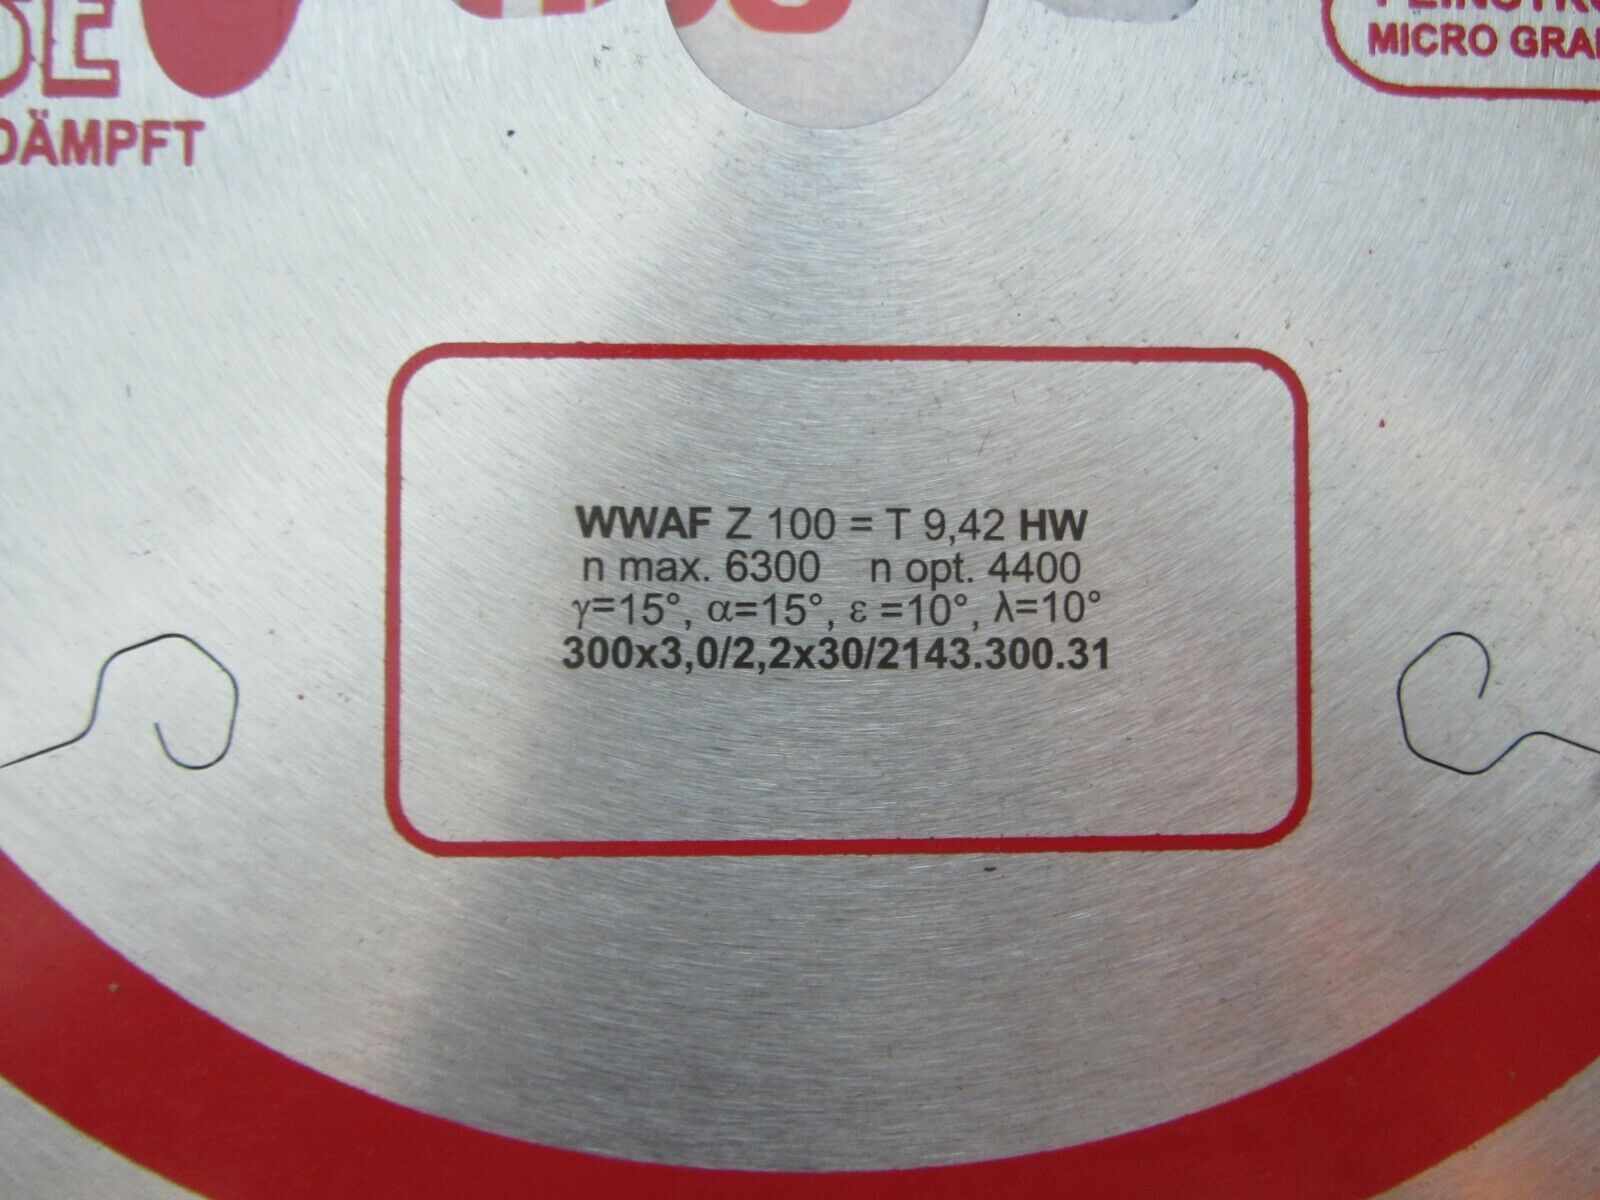 DÄMPFT
MICRO
WWAF Z 100 = T 9,42 HW
n max. 6300 n opt. 4400
γ=15°, α=15°, ε =10°, λ=10°
300x3,0/2,2x30/2143.300.31